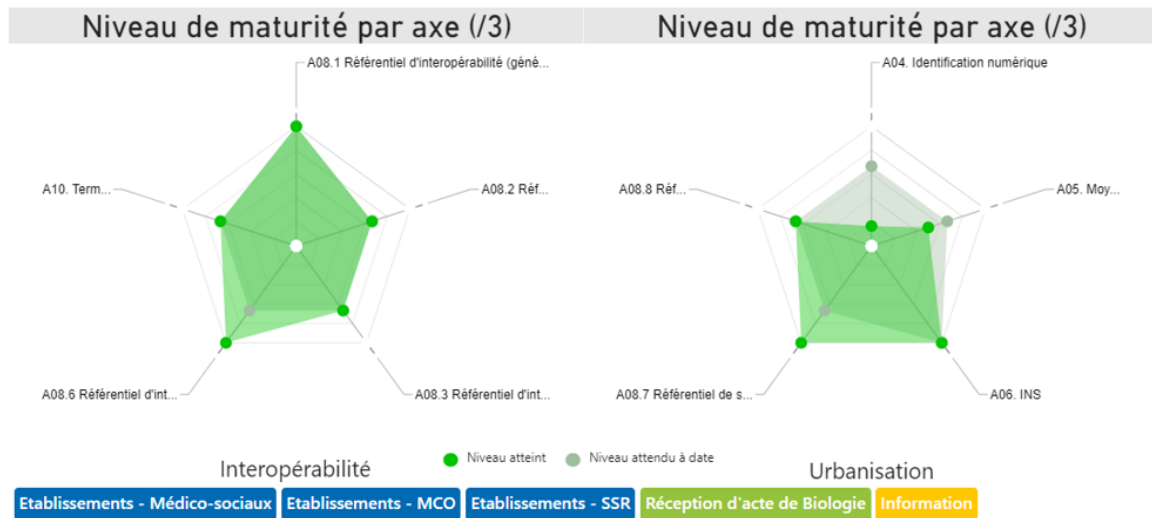 Niveau de maturité par axe (/3)
A08.1 Référentiel d'interopérabilité (géné...
A10. Term...
A08.2 Réf...
A08.6 Référentiel d'int...
A08.3 Référentiel d'int...
Interopérabilité
Niveau de maturité par axe (/3)
A04. Identification numérique
A08.8 Réf...
A05. Moy...
A08.7 Référentiel de s...
A06. INS
Urbanisation
Niveau atteint
Niveau attendu à date
Etablissements - Médico-sociaux
Etablissements - MCO
Etablissements - SSR
Réception d'acte de Biologie
Information